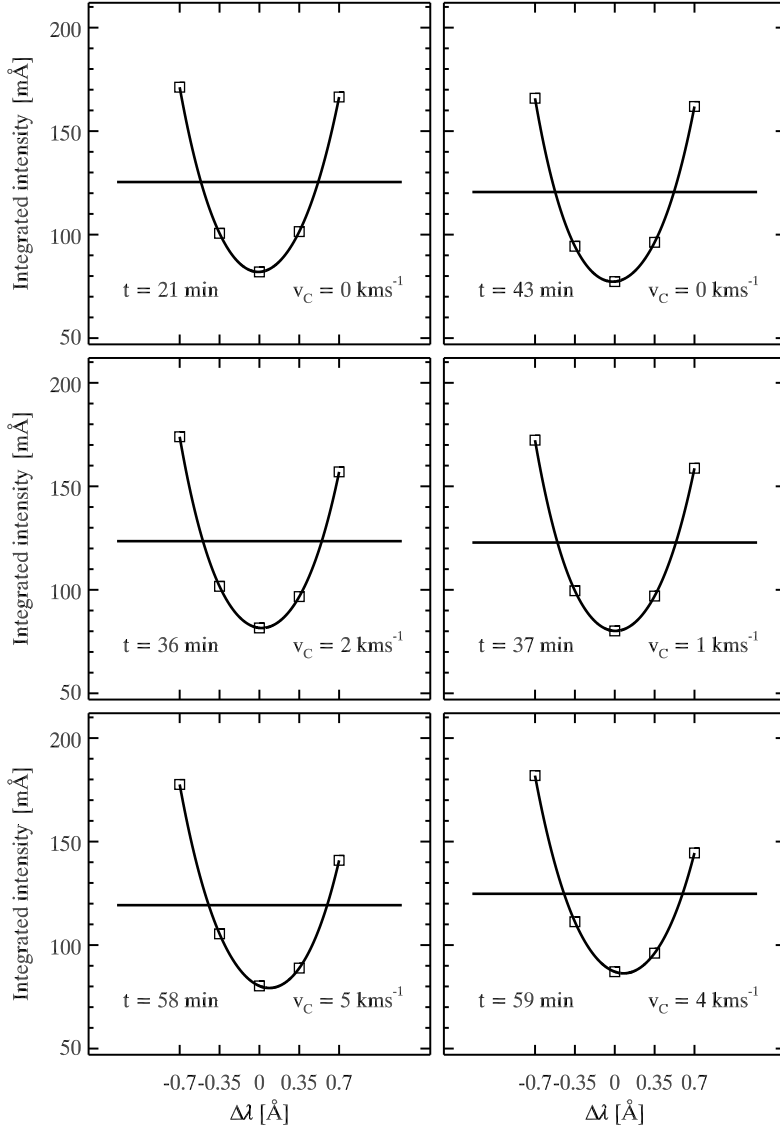 200
150
100
50
Integrated intensity [mÅ]
t = 21 min v_C = 0 kms^-1
t = 43 min v_C = 0 kms^-1
200
150
100
50
Integrated intensity [mÅ]
t = 36 min v_C = 2 kms^-1
t = 37 min v_C = 1 kms^-1
200
150
100
50
Integrated intensity [mÅ]
t = 58 min v_C = 5 kms^-1
t = 59 min v_C = 4 kms^-1
-0.7 -0.35 0 0.35 0.7
Δλ [Å]
-0.7 -0.35 0 0.35 0.7
Δλ [Å]